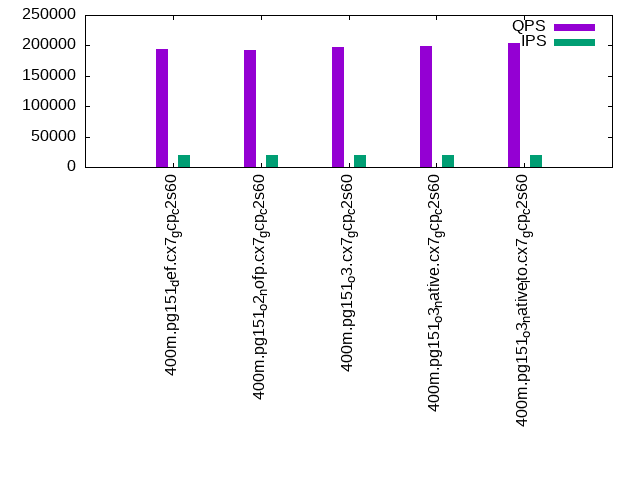 250000
200000
150000
100000
50000
0
QPS
IPS
400m.pg151def.cx7gcpc2s60
400m.pg151o2nofp.cx7gcpc2s60
400m.pg151o3.cx7gcpc2s60
400m.pg151o3native.cx7gcpc2s60
400m.pg151o3nativelto.cx7gcpc2s60